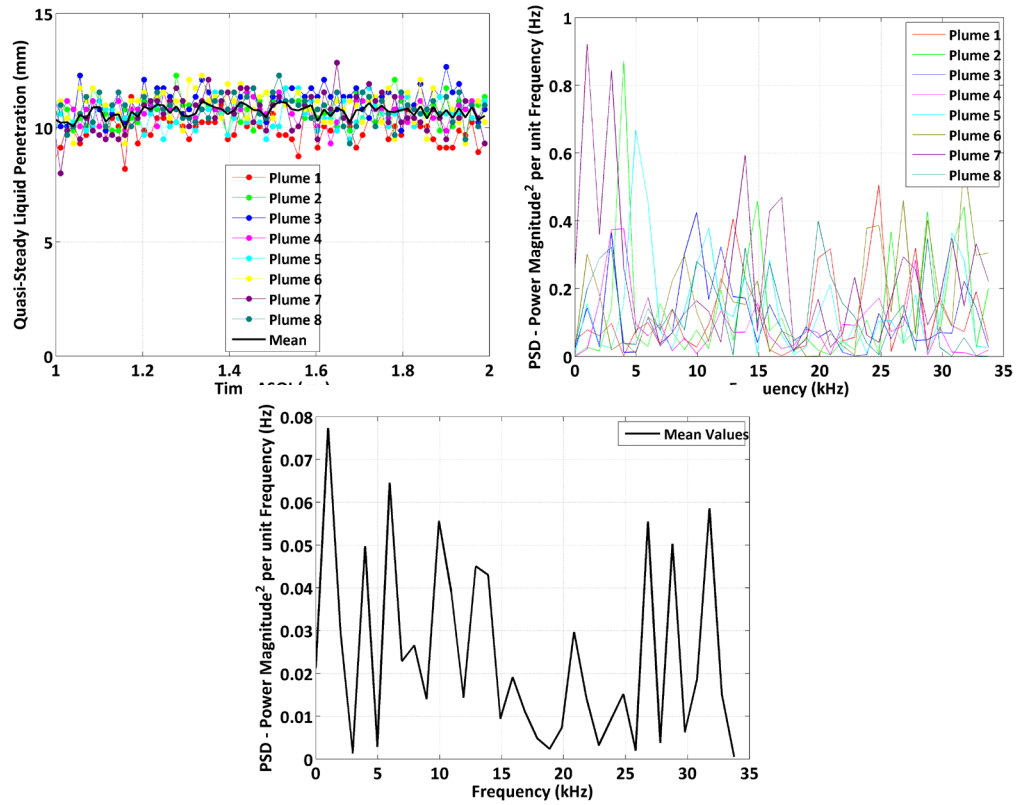 Quasi-Steady Liquid Penetration (mm)
15
10
5
0
1
1.2
1.4
1.6
1.8
2
Plume 1
Plume 2
Plume 3
Plume 4
Plume 5
Plume 6
Plume 7
Plume 8
Mean
PSD - Power Magnitude² per unit Frequency (Hz)
1
0.8
0.6
0.4
0.2
0
0
5
10
15
20
25
30
35
(kHz)
Plume 1
Plume 2
Plume 3
Plume 4
Plume 5
Plume 6
Plume 7
Plume 8
PSD - Power Magnitude² per unit Frequency (Hz)
0.08
0.07
0.06
0.05
0.04
0.03
0.02
0.01
0
0
5
10
15
20
25
30
35
Frequency (kHz)
Mean Values